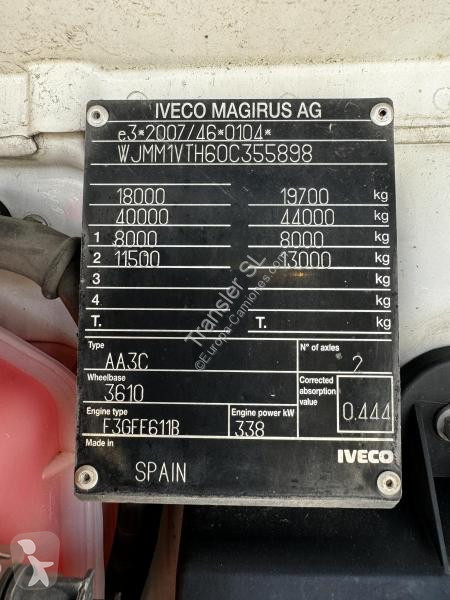 IVECO MAGIRUS AG
e3*2007/46*0104*
WJMM1VTH60C355898
18000 19700 kg
40000 44000 kg
1 8000 8000 kg
2 11500 13000 kg
3 kg
4 kg
T. T. kg
Type AA3C N° of axles 2
Wheelbase 3610
Corrected absorption value 0.444
Engine type F3GFE611B Engine power kW 338
Made in SPAIN
IVECO
Transler SL
©Europa-Camiones.com